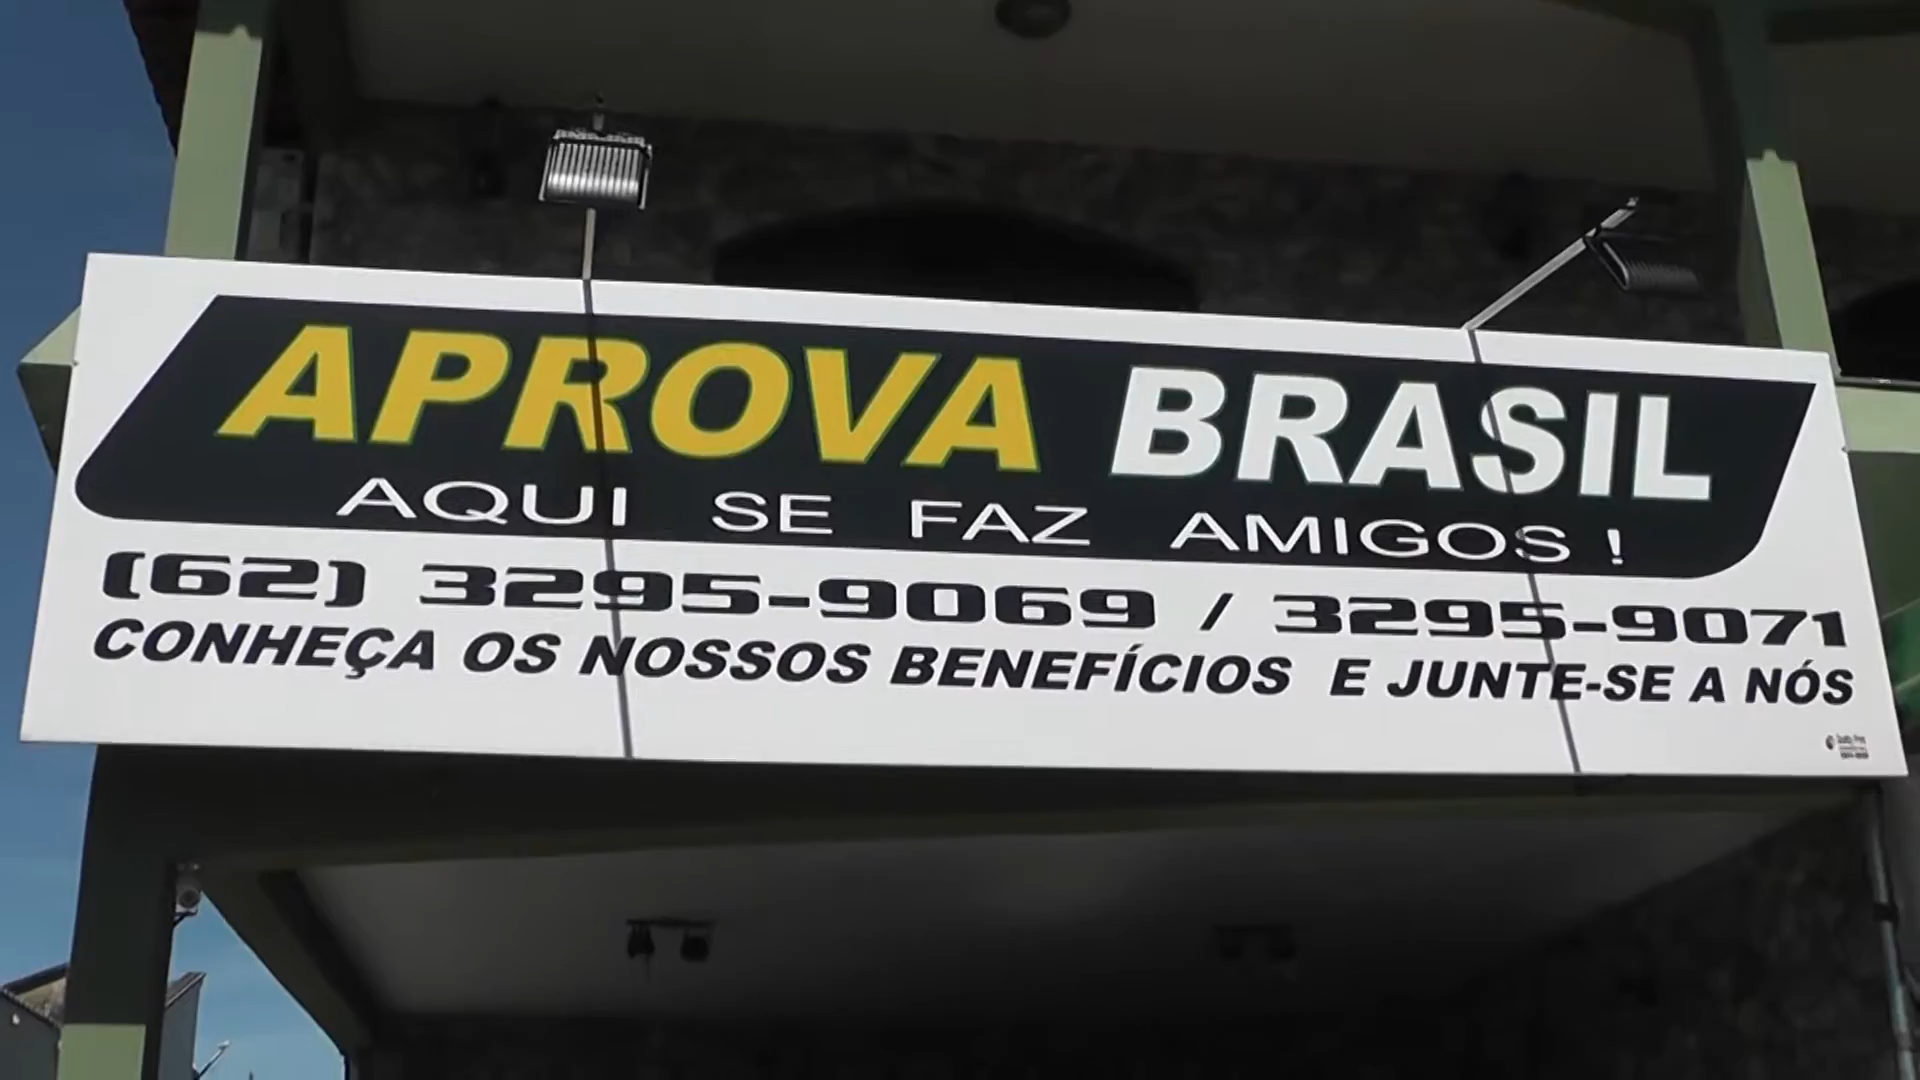 APROVA BRASIL
AQUI SE FAZ AMIGOS !
(62) 3295-9069 / 3295-9071
CONHEÇA OS NOSSOS BENEFÍCIOS E JUNTE-SE A NÓS